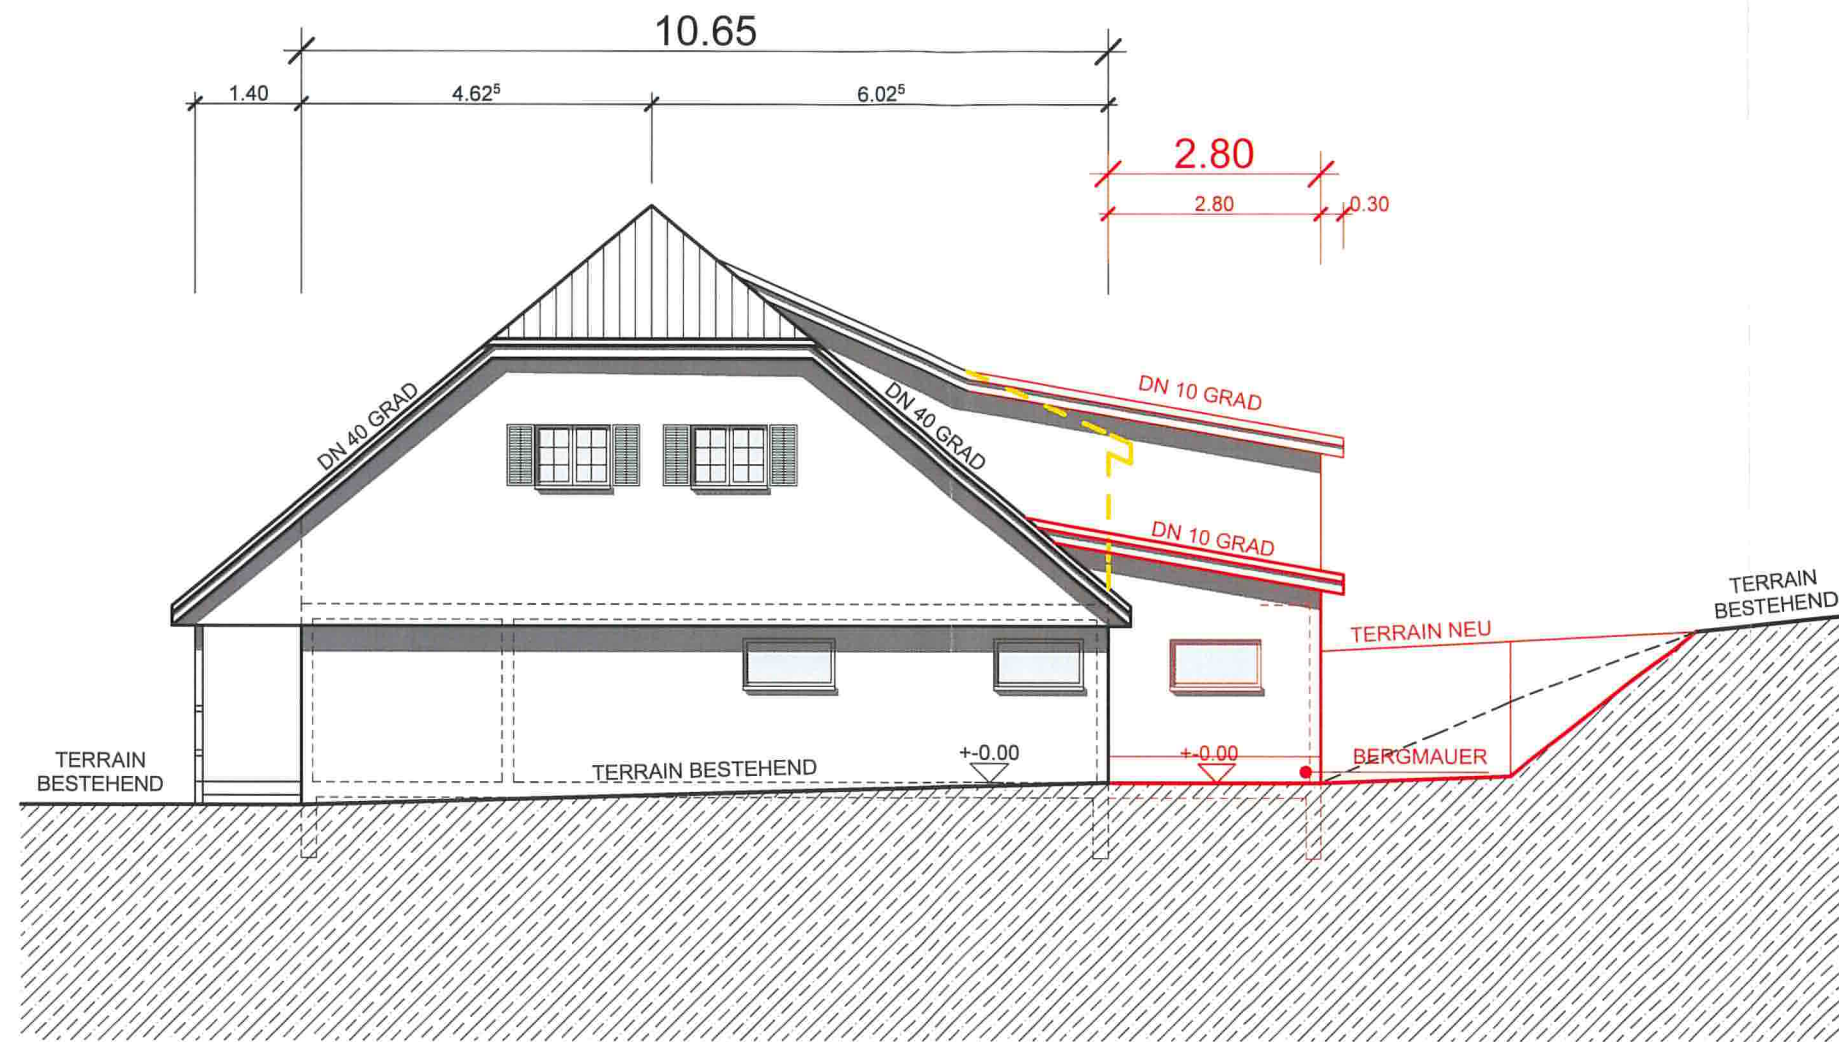 10.65
1.40
4.62⁵
6.02⁵
2.80
2.80
0.30
DN 40 GRAD
DN 40 GRAD
DN 10 GRAD
DN 10 GRAD
TERRAIN
BESTEHEND
TERRAIN NEU
TERRAIN
BESTEHEND
TERRAIN BESTEHEND
+-0.00
+-0.00
BERGMAUER